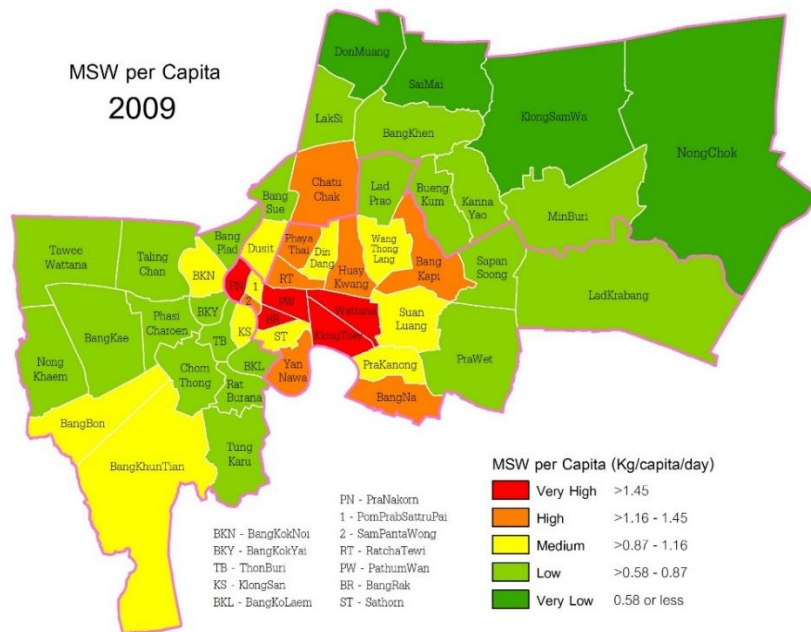 MSW per Capita
2009
DonMuang
SaiMai
KlongSamWa
NongChok
LakSi
BangKhen
Chatu
Chak
Lad
Prao
Bueng
Kum
Kanna
Yao
MinBuri
Bang
Sue
Bang
Plad
Dusit
Phaya
Thai
Din
Dang
Huay
Kwang
Wang
Thong
Lang
Bang
Kapi
Sapan
Soong
LadKrabang
Tawee
Wattana
Taling
Chan
BKN
PN
1
2
RT
PW
BR
Wattana
KlongToey
Suan
Luang
PraWet
BangKae
Phasi
Charoen
BKY
TB
KS
ST
PraKanong
Nong
Khaem
Chom
Thong
BKL
Rat
Burana
Yan
Nawa
BangNa
BangBon
BangKhunTian
Tung
Karu
BKN - BangKokNoi
BKY - BangKokYai
TB - ThonBuri
KS - KlongSan
BKL - BangKoLaem
PN - PraNakorn
1 - PomPrabSattruPai
2 - SamPantaWong
RT - RatchaTewi
PW - PathumWan
BR - BangRak
ST - Sathorn
MSW per Capita (Kg/capita/day)
Very High >1.45
High >1.16 - 1.45
Medium >0.87 - 1.16
Low >0.58 - 0.87
Very Low 0.58 or less